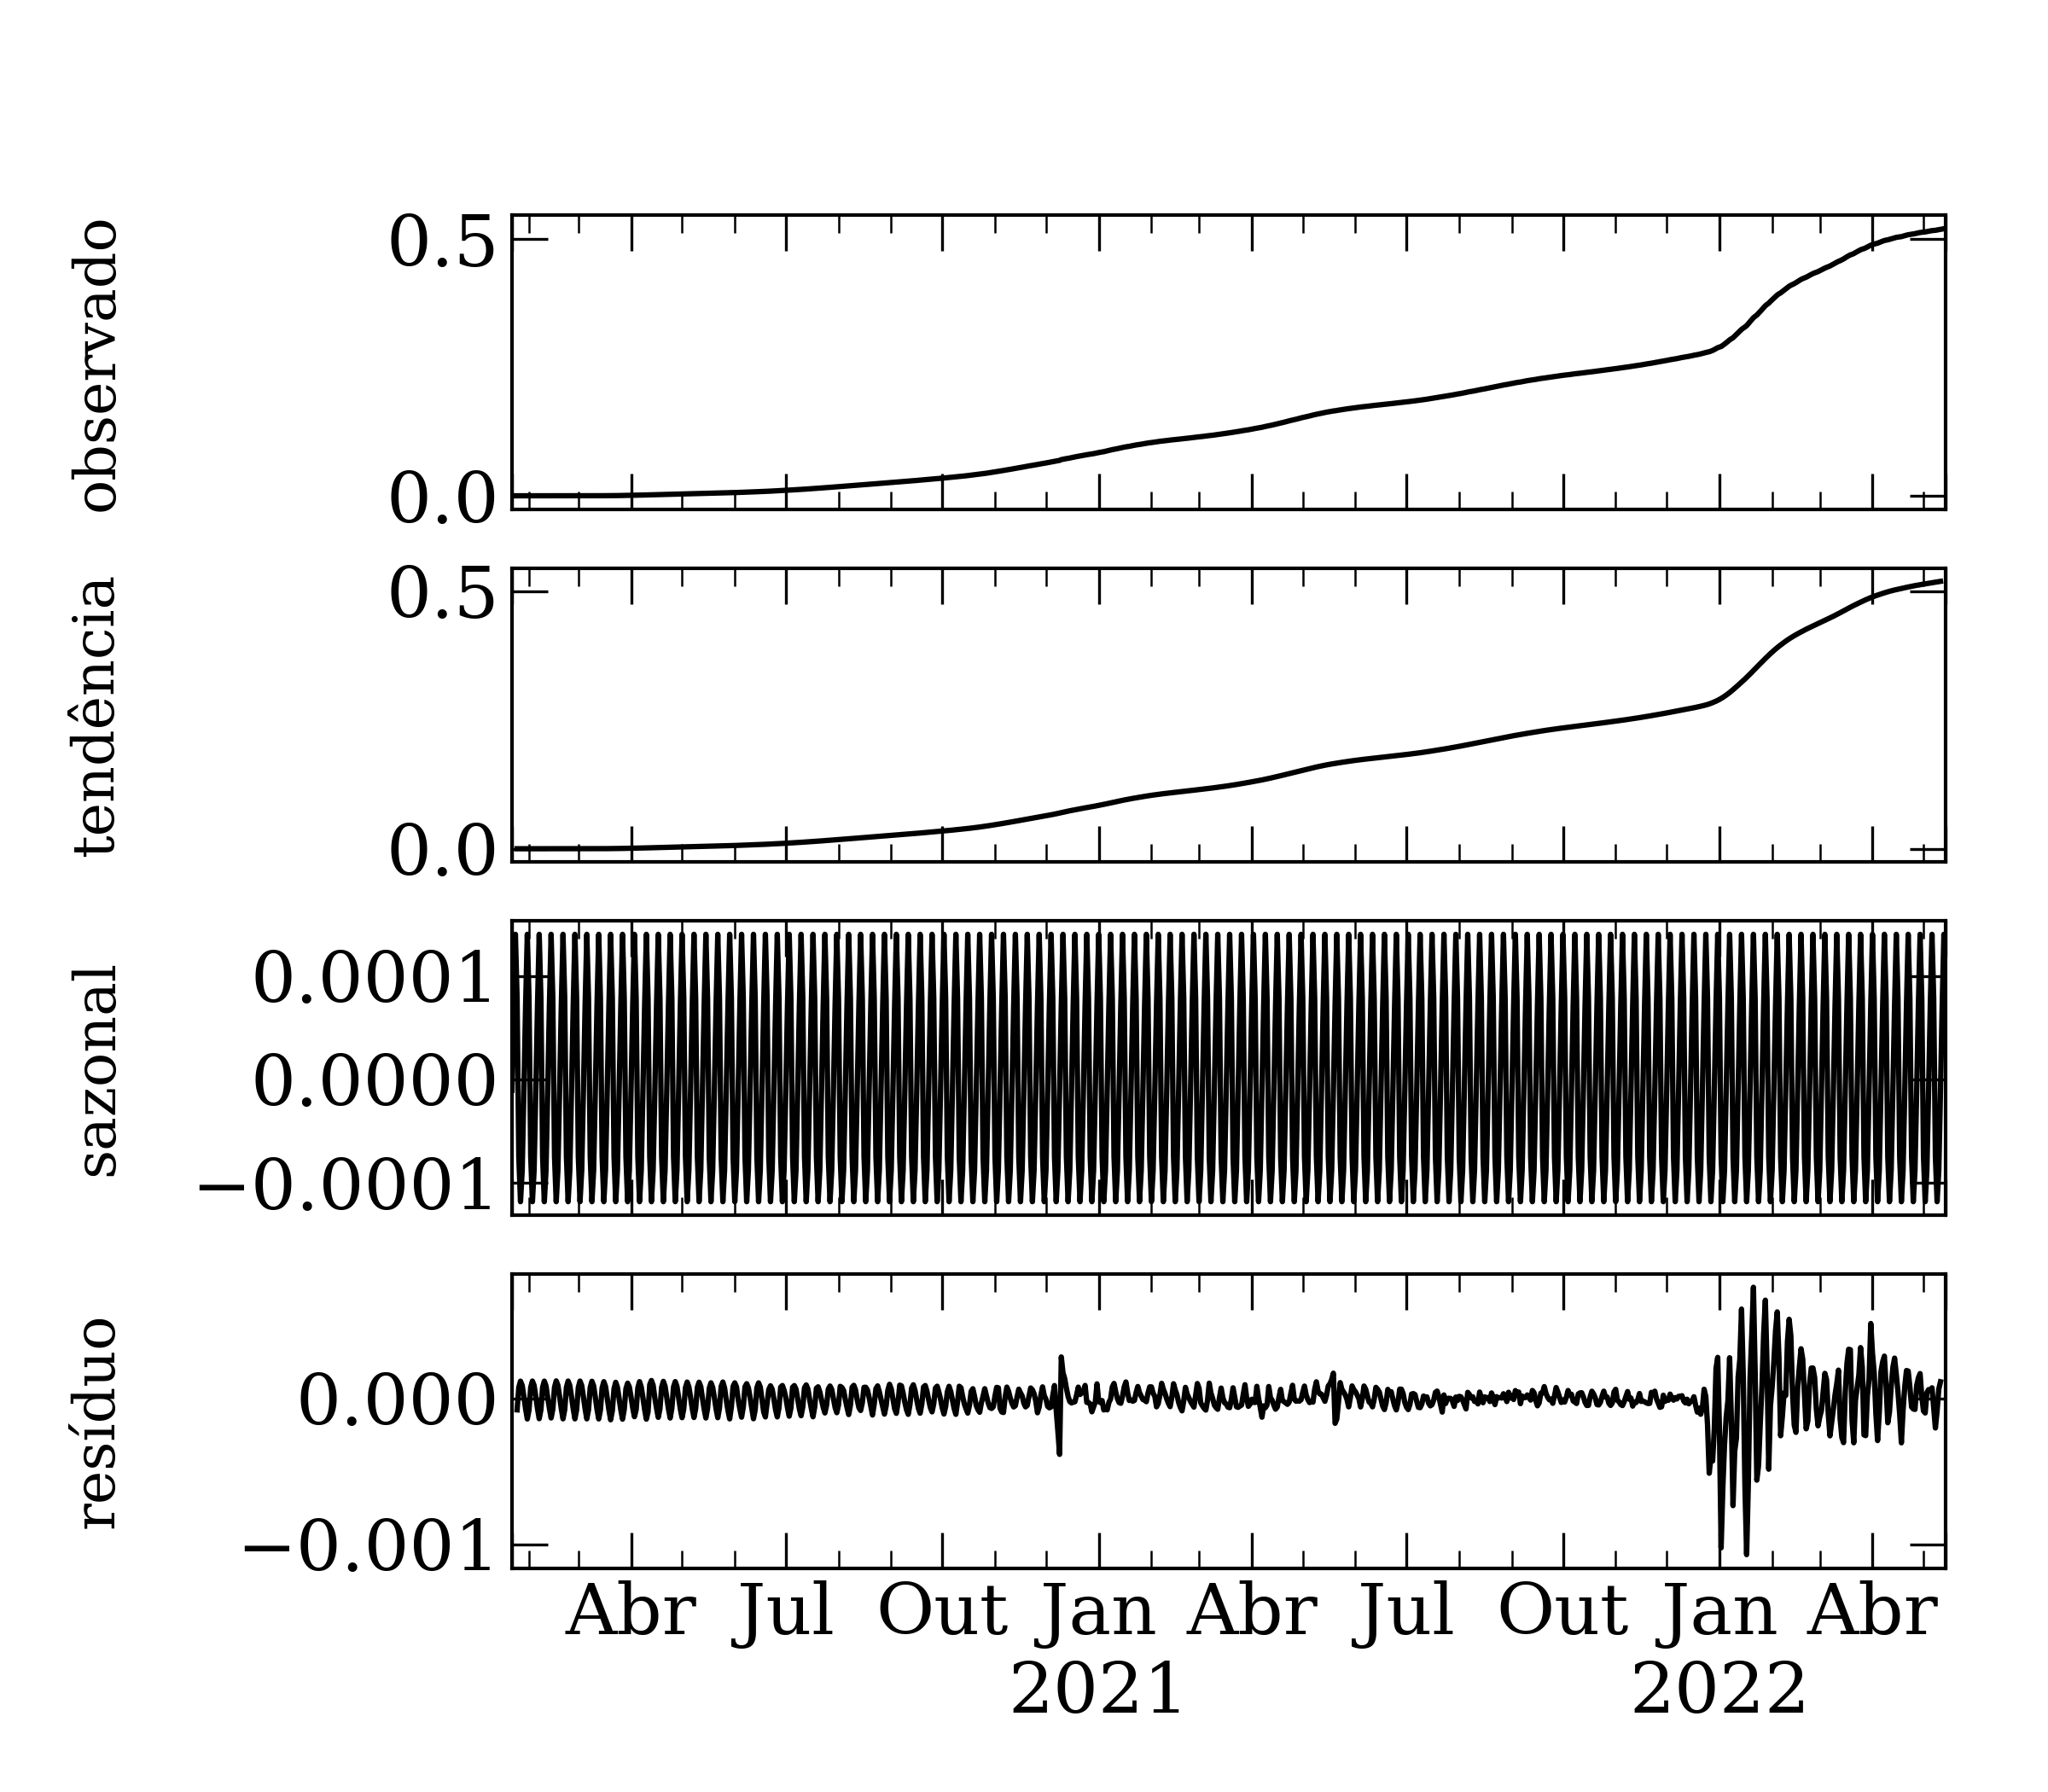 observado
0.5
0.0
tendência
0.5
0.0
sazonal
0.0001
0.0000
−0.0001
resíduo
0.000
−0.001
Abr Jul Out Jan Abr Jul Out Jan Abr
2021 2022